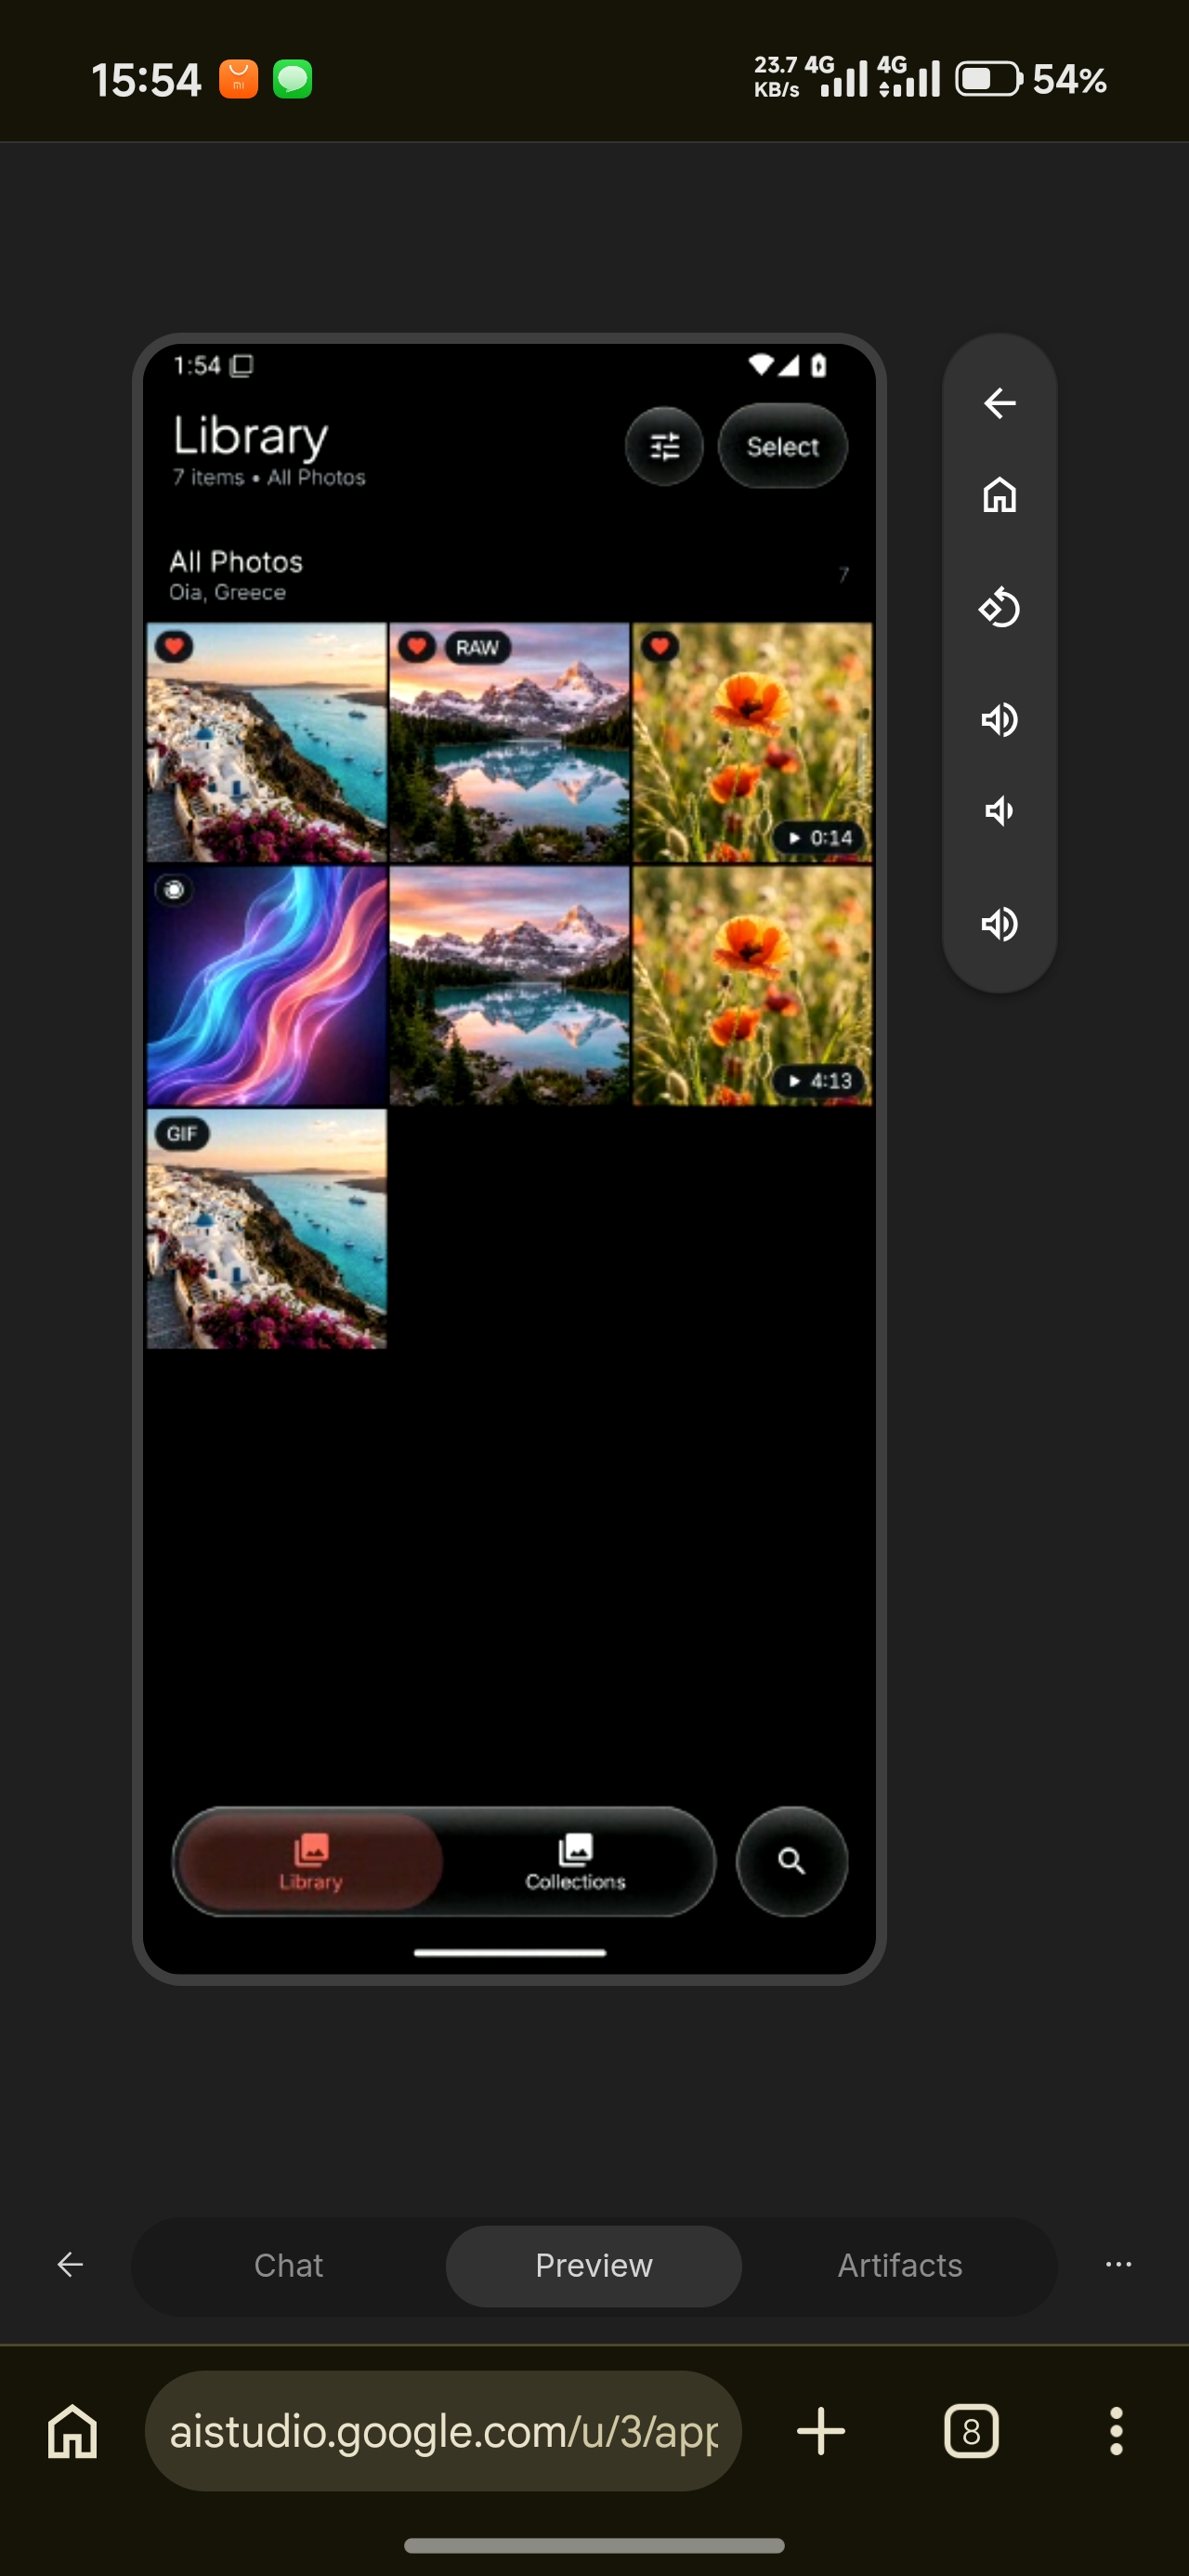 15:54
mi
23.7 KB/s
4G
4G
54%
1:54
Library
7 items • All Photos
Select
All Photos
Oia, Greece
7
RAW
0:14
4:13
GIF
Library
Collections
Chat
Preview
Artifacts
aistudio.google.com/u/3/app
8